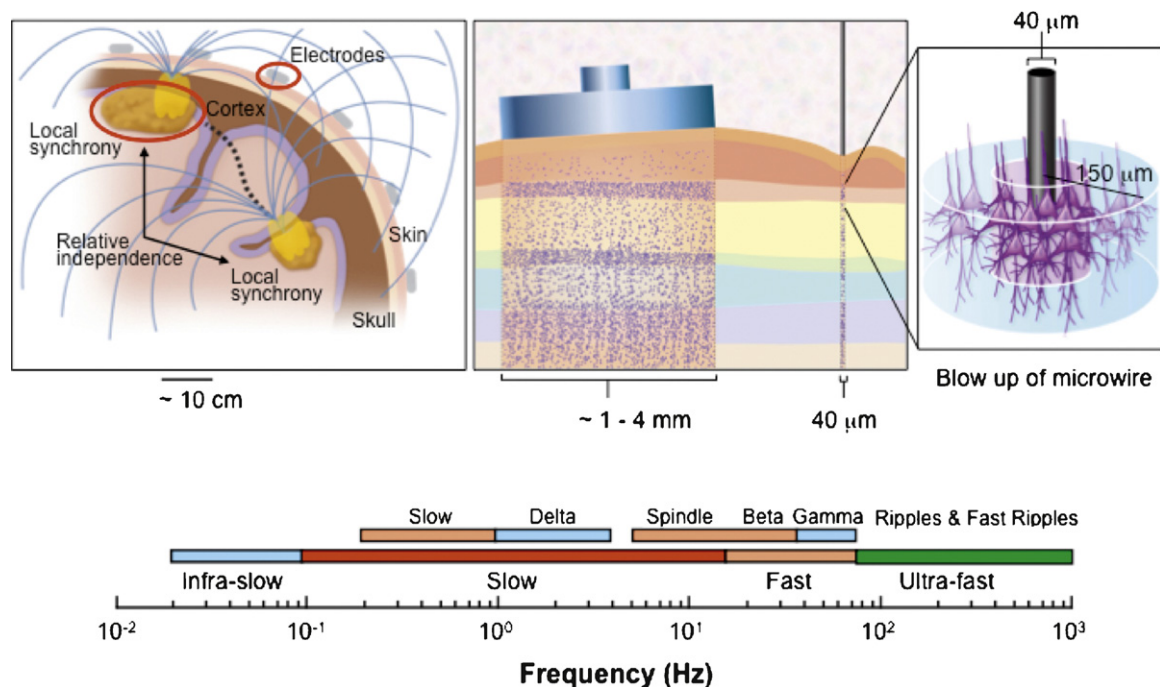 Electrodes
Cortex
Local
synchrony
Relative
independence
Local
synchrony
Skin
Skull
~ 10 cm
~ 1 - 4 mm
40 μm
40 μm
150 μm
Blow up of microwire
Slow
Delta
Spindle
Beta
Gamma
Ripples & Fast Ripples
Infra-slow
Slow
Fast
Ultra-fast
10-2
10-1
100
101
102
103
Frequency (Hz)